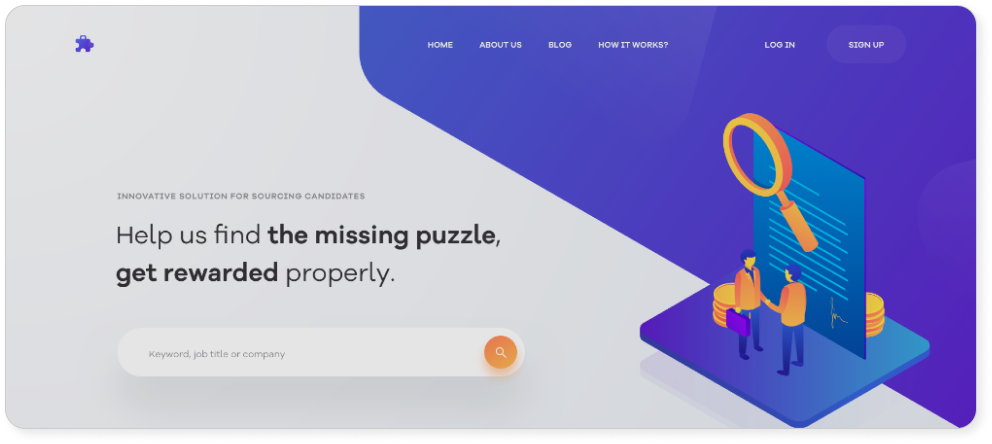 HOME ABOUT US BLOG HOW IT WORKS? LOG IN SIGN UP
INNOVATIVE SOLUTION FOR SOURCING CANDIDATES
Help us find the missing puzzle,
get rewarded properly.
Keyword, job title or company